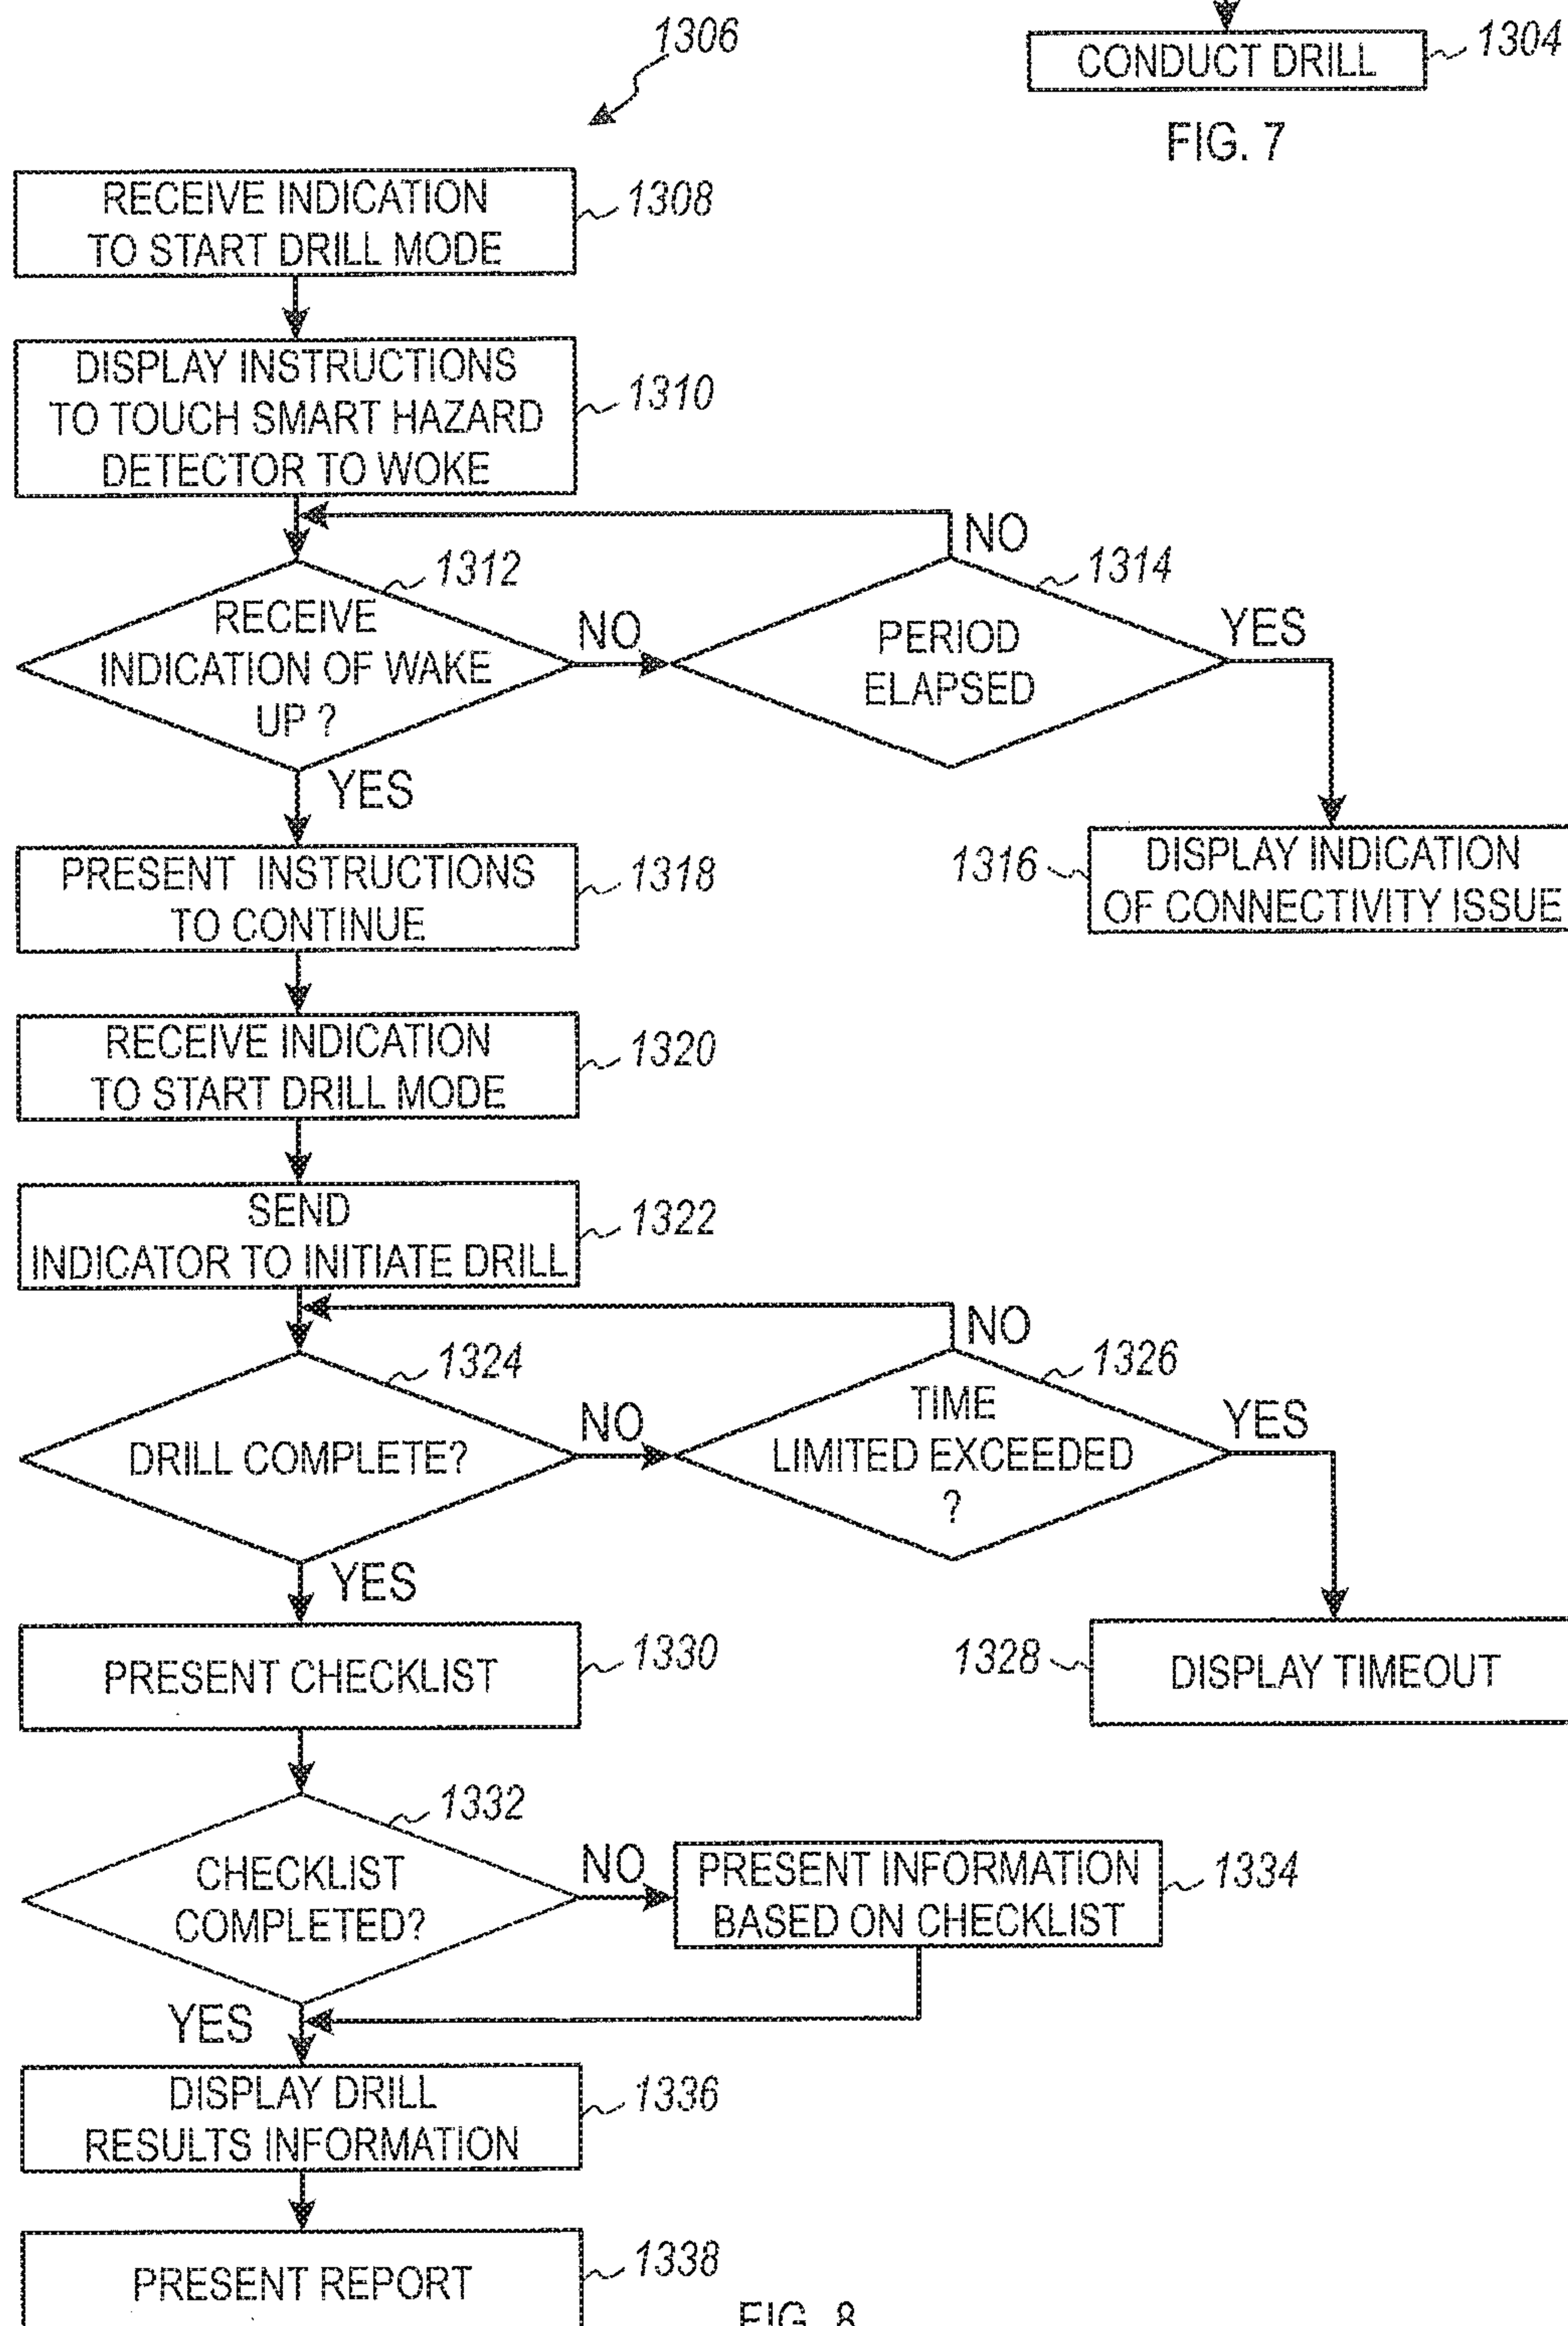 1306
CONDUCT DRILL
1304
FIG. 7
RECEIVE INDICATION
TO START DRILL MODE
1308
DISPLAY INSTRUCTIONS
TO TOUCH SMART HAZARD
DETECTOR TO WOKE
1310
NO
RECEIVE
INDICATION OF WAKE
UP ?
1312
NO
PERIOD
ELAPSED
1314
YES
YES
1316
DISPLAY INDICATION
OF CONNECTIVITY ISSUE
PRESENT INSTRUCTIONS
TO CONTINUE
1318
RECEIVE INDICATION
TO START DRILL MODE
1320
SEND
INDICATOR TO INITIATE DRILL
1322
NO
DRILL COMPLETE?
1324
NO
TIME
LIMITED EXCEEDED
?
1326
YES
YES
1328
DISPLAY TIMEOUT
PRESENT CHECKLIST
1330
CHECKLIST
COMPLETED?
1332
NO
PRESENT INFORMATION
BASED ON CHECKLIST
1334
YES
DISPLAY DRILL
RESULTS INFORMATION
1336
PRESENT REPORT
1338
FIG. 8